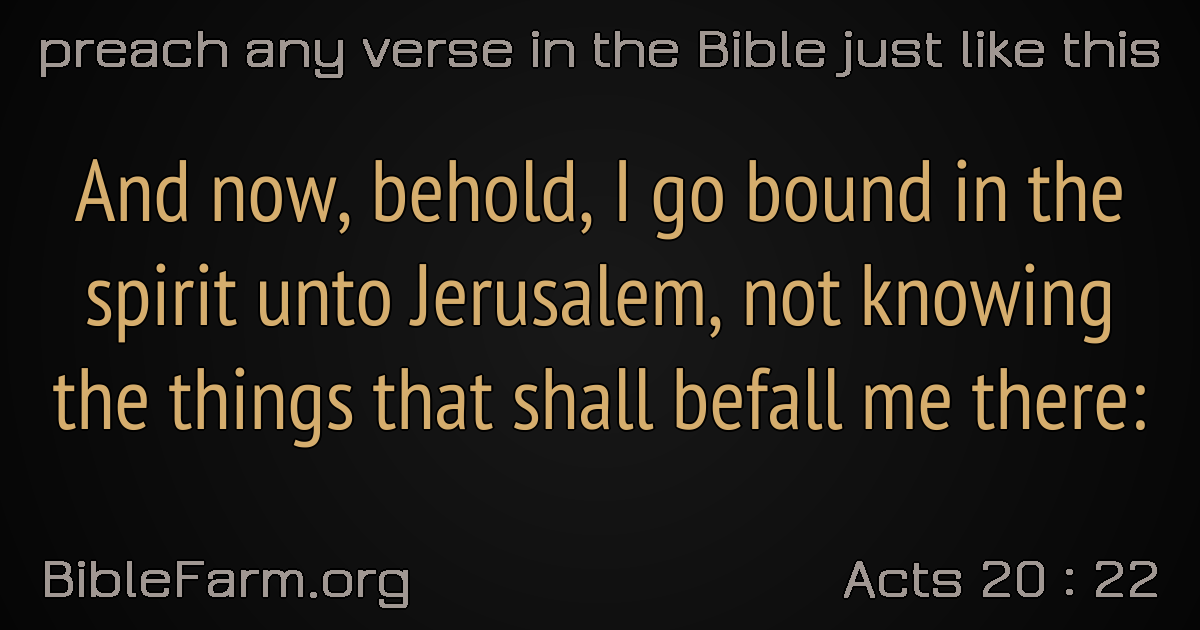 preach any verse in the Bible just like this
And now, behold, I go bound in the
spirit unto Jerusalem, not knowing
the things that shall befall me there:
BibleFarm.org
Acts 20 : 22